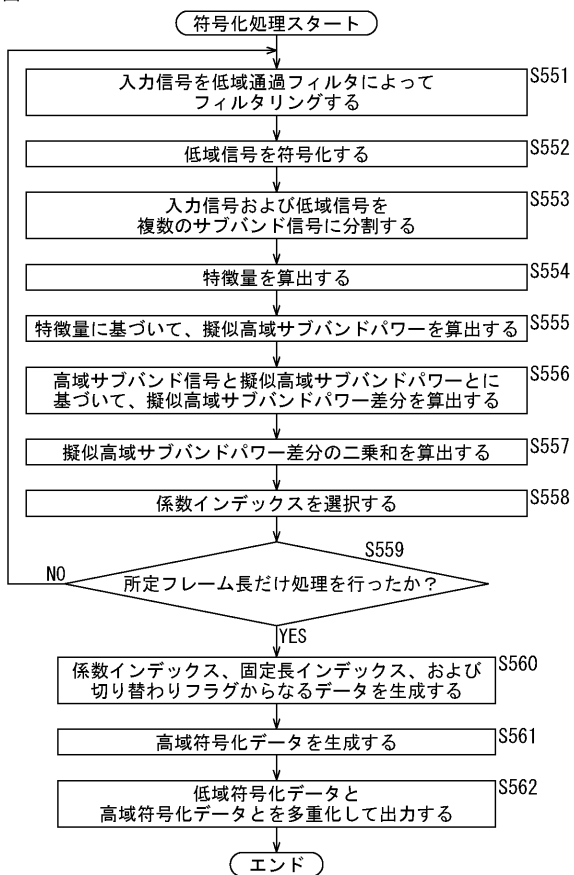 符号化処理スタート
入力信号を低域通過フィルタによって
フィルタリングする
S551
低域信号を符号化する
S552
入力信号および低域信号を
複数のサブバンド信号に分割する
S553
特徴量を算出する
S554
特徴量に基づいて、擬似高域サブバンドパワーを算出する
S555
高域サブバンド信号と擬似高域サブバンドパワーとに
基づいて、擬似高域サブバンドパワー差分を算出する
S556
擬似高域サブバンドパワー差分の二乗和を算出する
S557
係数インデックスを選択する
S558
S559
所定フレーム長だけ処理を行ったか？
NO
YES
係数インデックス、固定長インデックス、および
切り替わりフラグからなるデータを生成する
S560
高域符号化データを生成する
S561
低域符号化データと
高域符号化データとを多重化して出力する
S562
エンド